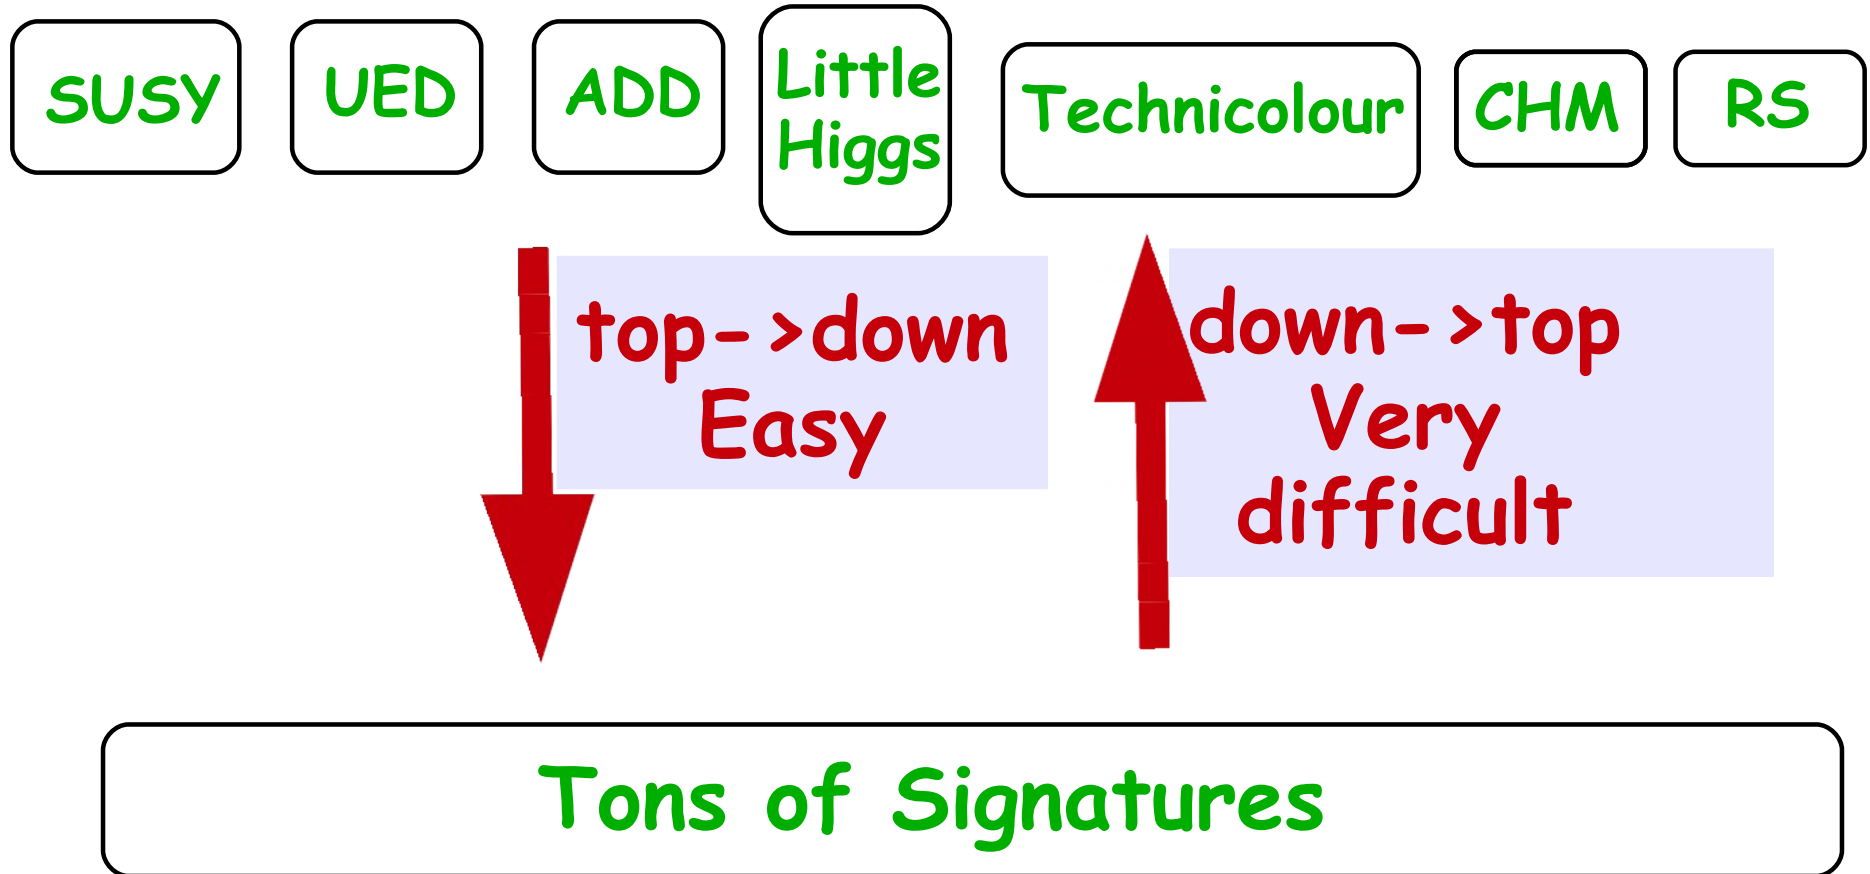 SUSY
UED
ADD
Little
Higgs
Technicolour
CHM
RS
top->down
Easy
down->top
Very
difficult
Tons of Signatures